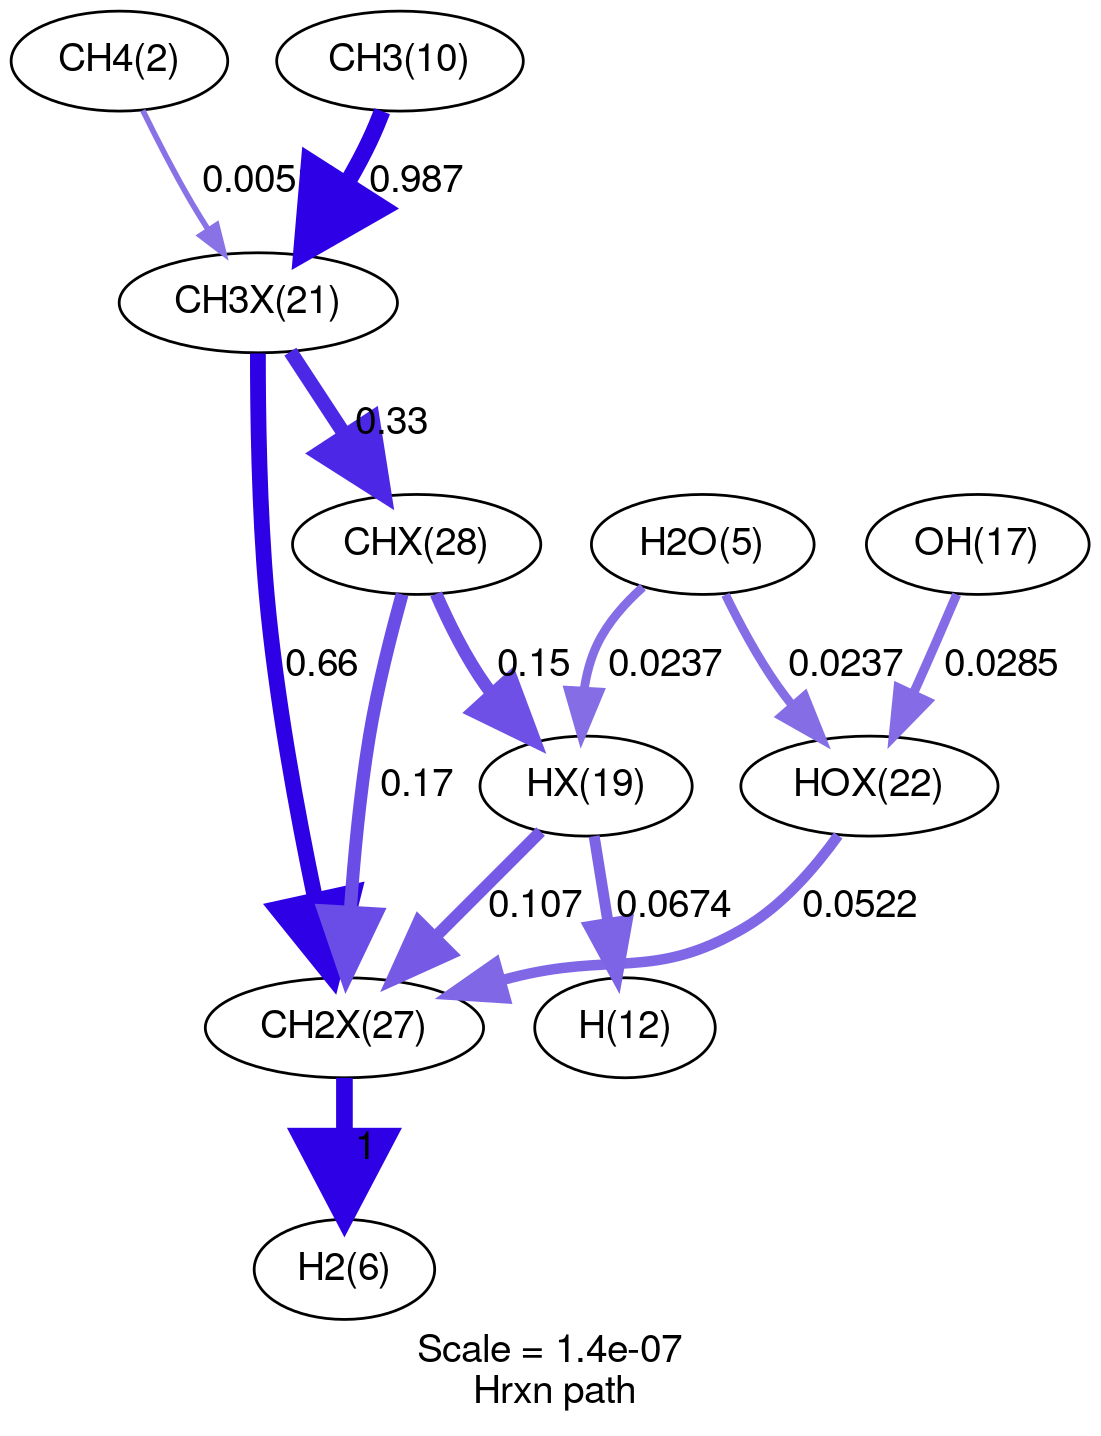 CH4(2)
CH3(10)
0.005
0.987
CH3X(21)
0.33
CHX(28)
H2O(5)
OH(17)
0.66
0.15
0.0237
0.0237
0.0285
0.17
HX(19)
HOX(22)
0.107
0.0674
0.0522
CH2X(27)
H(12)
1
H2(6)
Scale = 1.4e-07
Hrxn path